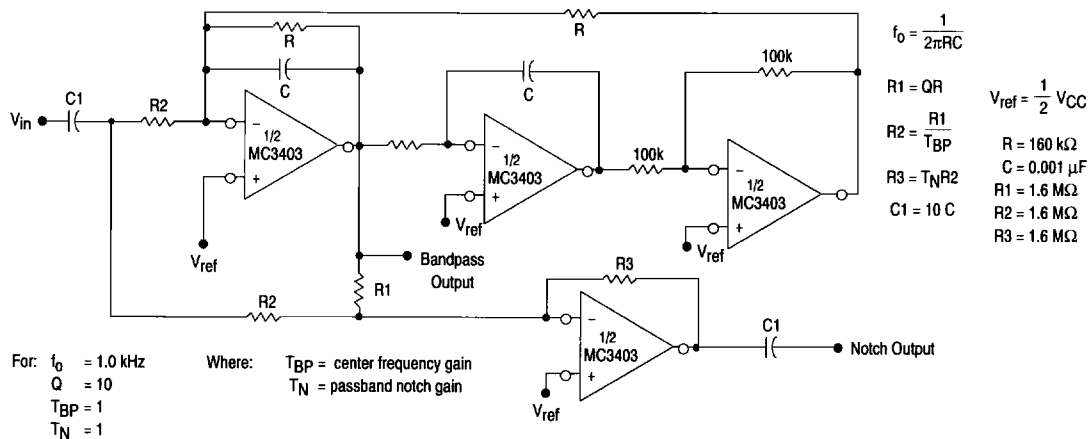 R
R
100k
C
C
C1
R2
Vin
–
1/2
MC3403
+
Vref
–
1/2
MC3403
+
Vref
100k
–
1/2
MC3403
+
Vref
Bandpass
Output
R1
R2
R3
–
1/2
MC3403
+
Vref
C1
Notch Output
fo = 1/2πRC
R1 = QR
R2 = R1/TBP
R3 = TNR2
C1 = 10 C
Vref = 1/2 VCC
R = 160 kΩ
C = 0.001 μF
R1 = 1.6 MΩ
R2 = 1.6 MΩ
R3 = 1.6 MΩ
For: fo = 1.0 kHz
Q = 10
TBP = 1
TN = 1
Where: TBP = center frequency gain
TN = passband notch gain